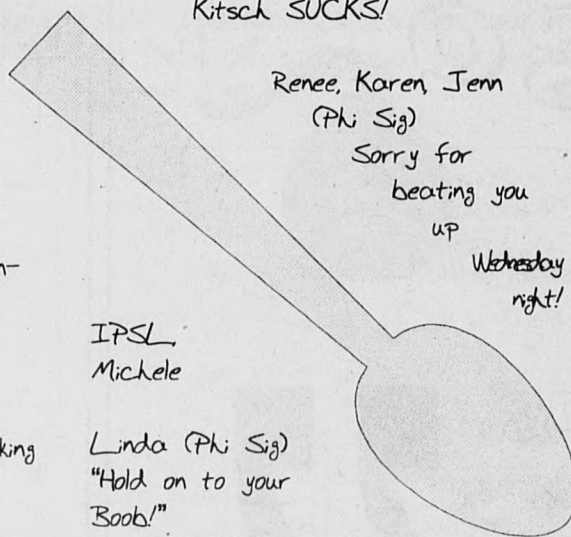 Kitsch SUCKS!
Renee, Karen, Jenn
(Phi Sig)
Sorry for
beating you
up
Wednesday
night!
n-
IPSL,
Michele
king
Linda (Phi Sig)
"Hold on to your
Boob!"